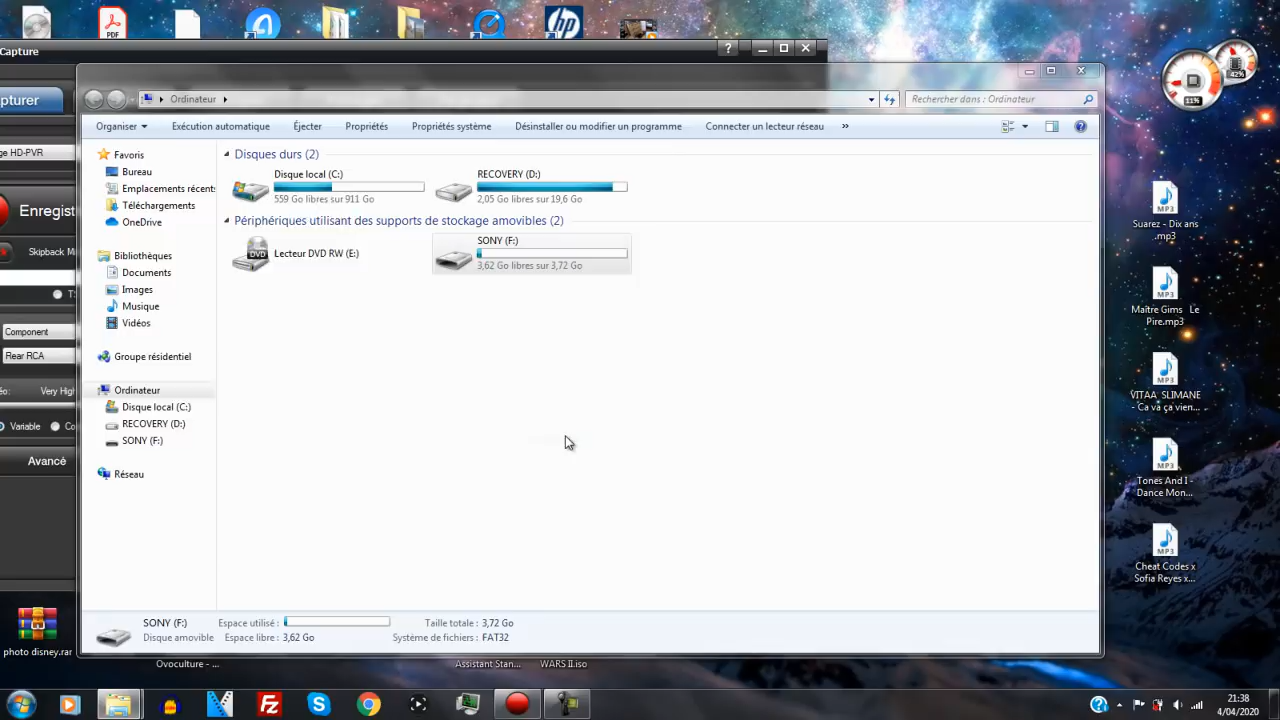 PDF
Capture
?
11%
42%
Ordinateur
Rechercher dans : Ordinateur
Organiser
Exécution automatique
Éjecter
Propriétés
Propriétés système
Désinstaller ou modifier un programme
Connecter un lecteur réseau
»
pturer
ge HD-PVR
Enregist
Skipback M
Component
Rear RCA
Very High
Variable
Co
Avancé
photo disney.rar
Favoris
Bureau
Emplacements récents
Téléchargements
OneDrive
Bibliothèques
Documents
Images
Musique
Vidéos
Groupe résidentiel
Ordinateur
Disque local (C:)
RECOVERY (D:)
SONY (F:)
Réseau
Disques durs (2)
Disque local (C:)
559 Go libres sur 911 Go
RECOVERY (D:)
2,05 Go libres sur 19,6 Go
Périphériques utilisant des supports de stockage amovibles (2)
DVD
Lecteur DVD RW (E:)
SONY (F:)
3,62 Go libres sur 3,72 Go
Suarez - Dix ans
.mp3
Maître Gims Le
Pire.mp3
VITAA SLIMANE
- Ca va ça vien...
Tones And I -
Dance Mon...
Cheat Codes x
Sofia Reyes x...
SONY (F:)
Espace utilisé :
Taille totale : 3,72 Go
Disque amovible
Espace libre : 3,62 Go
Système de fichiers : FAT32
Ovoculture - ...
Assistant Stan...
WARS II.iso
21:38
4/04/2020